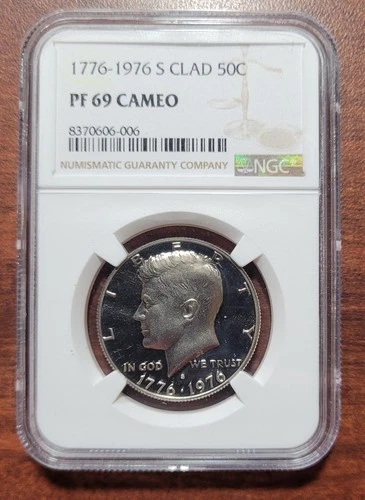 1776-1976 S CLAD 50C
PF 69 CAMEO
8370606-006
NUMISMATIC GUARANTY COMPANY
NGC
LIBERTY
IN GOD WE TRUST
S
1776·1976